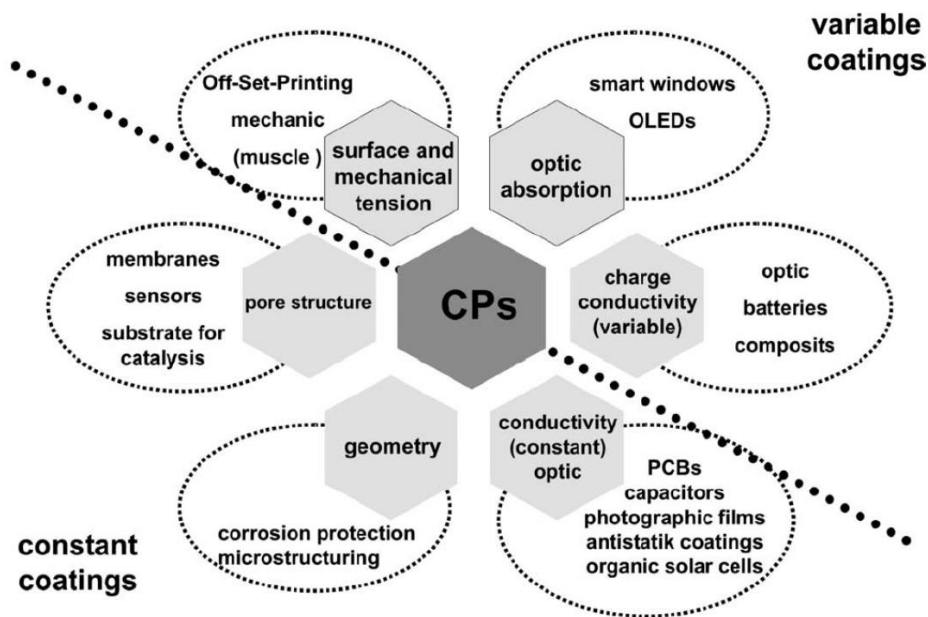 variable
coatings
Off-Set-Printing
mechanic
(muscle )
surface and
mechanical
tension
optic
absorption
smart windows
OLEDs
membranes
sensors
substrate for
catalysis
pore structure
CPs
charge
conductivity
(variable)
optic
batteries
composits
geometry
corrosion protection
microstructuring
conductivity
(constant)
optic
PCBs
capacitors
photographic films
antistatik coatings
organic solar cells
constant
coatings